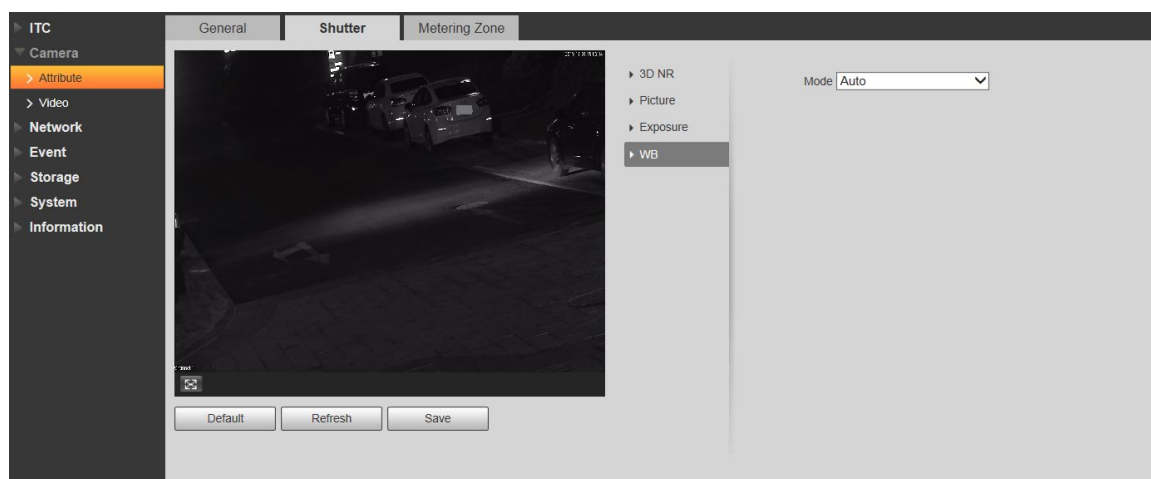 ITC
Camera
Attribute
Video
Network
Event
Storage
System
Information
General Shutter Metering Zone
3D NR
Picture
Exposure
WB
Mode Auto
Default Refresh Save